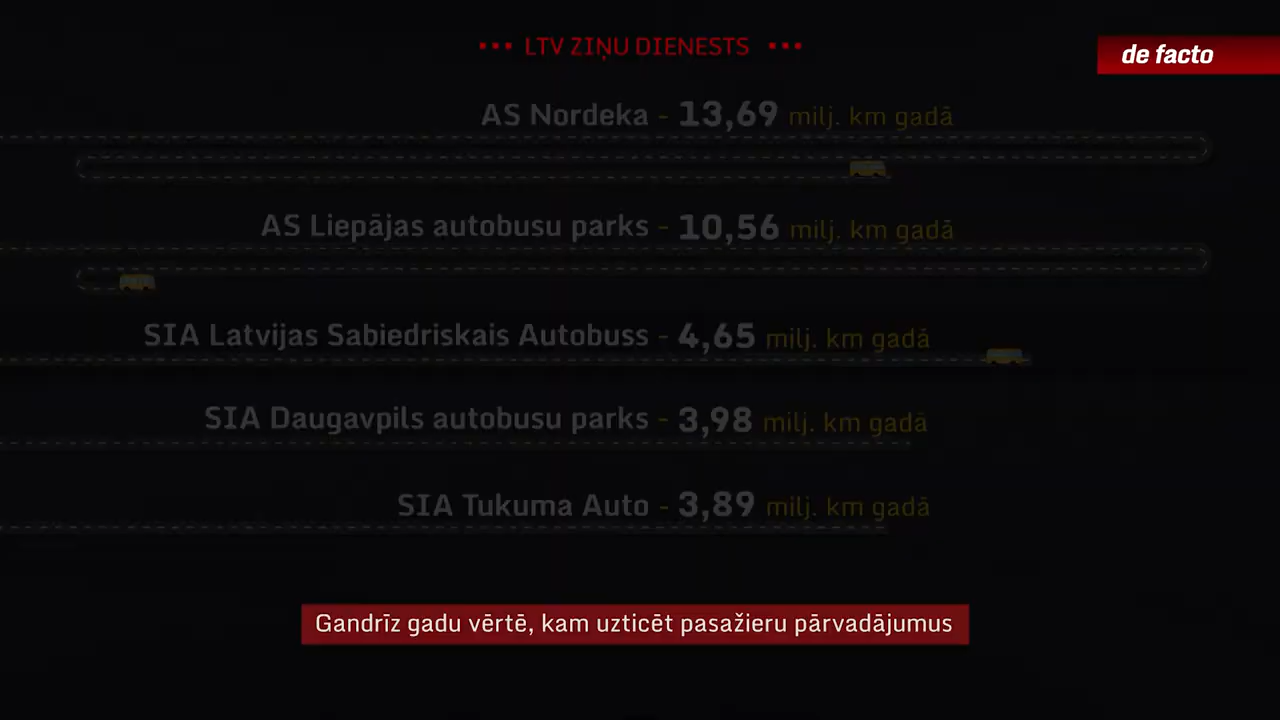 ••• LTV ZIŅU DIENESTS •••
de facto
AS Nordeka - 13,69 milj. km gadā
AS Liepājas autobusu parks - 10,56 milj. km gadā
SIA Latvijas Sabiedriskais Autobuss - 4,65 milj. km gadā
SIA Daugavpils autobusu parks - 3,98 milj. km gadā
SIA Tukuma Auto - 3,89 milj. km gadā
Gandrīz gadu vērtē, kam uzticēt pasažieru pārvadājumus